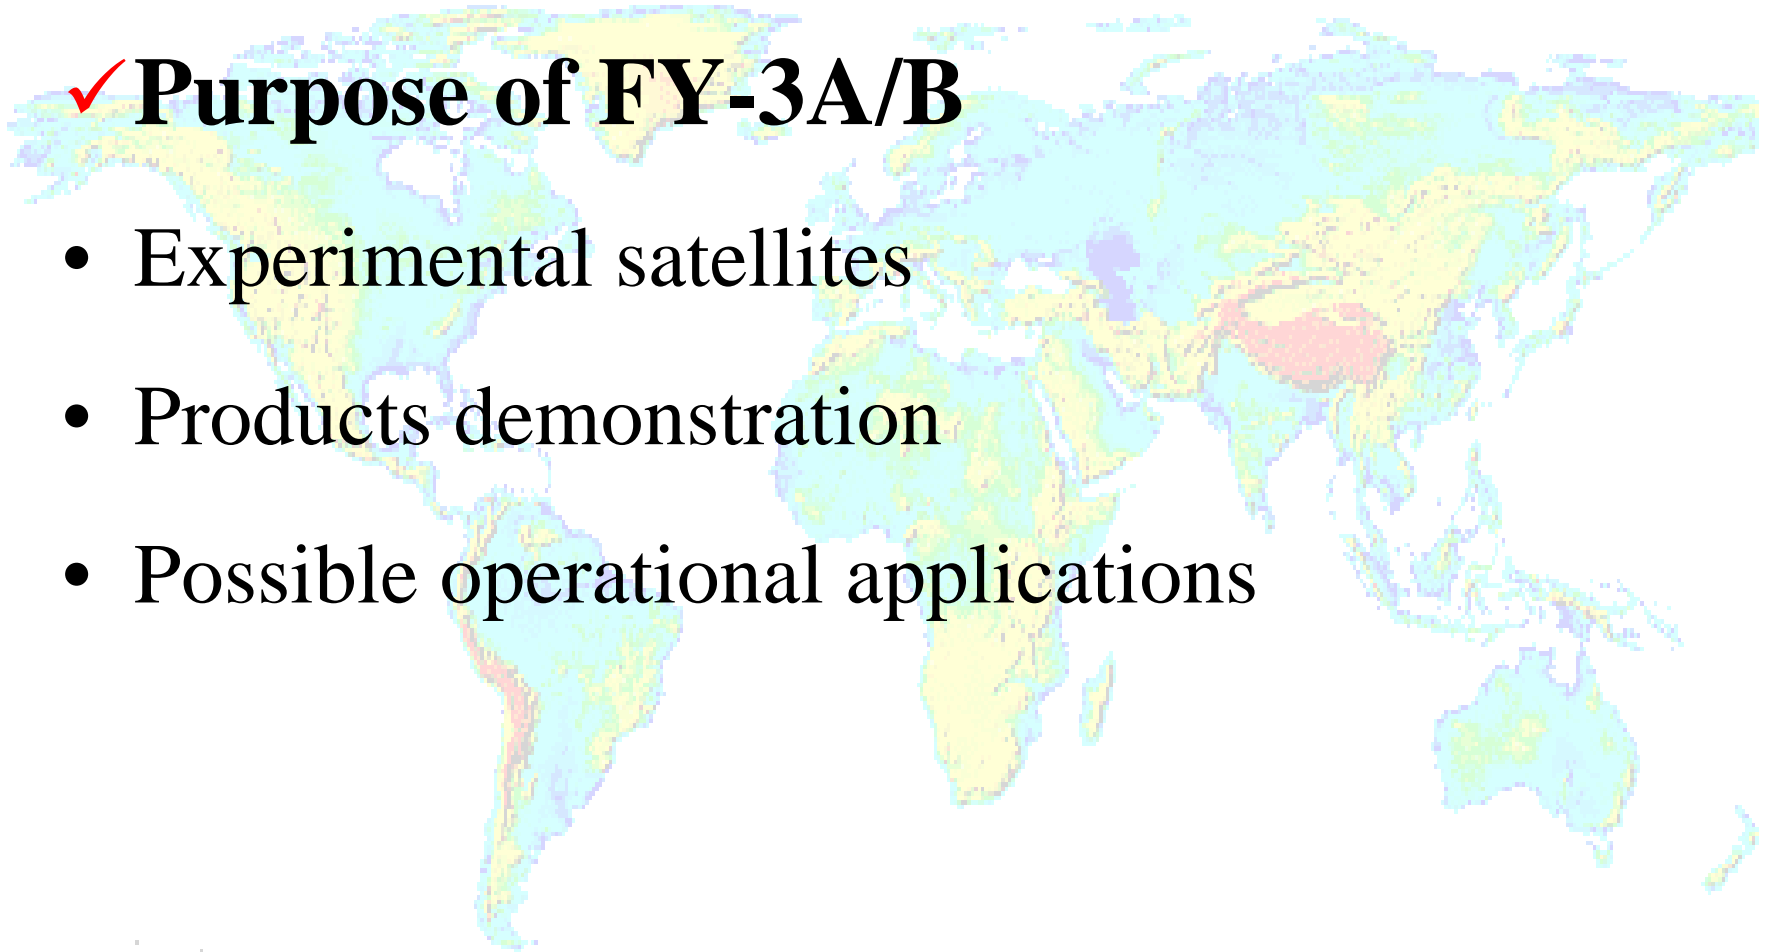 ✓Purpose of FY-3A/B
• Experimental satellites
• Products demonstration
• Possible operational applications